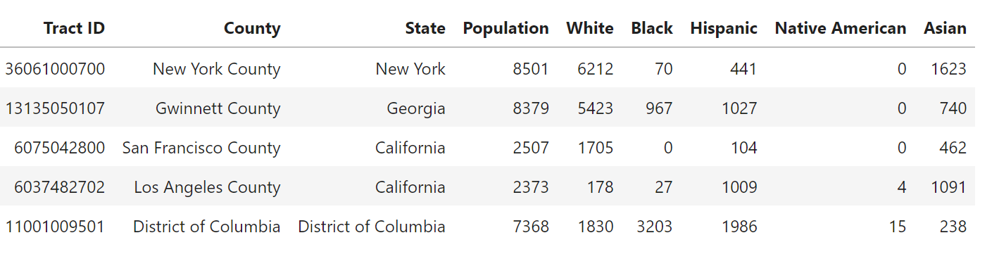 Tract ID County State Population White Black Hispanic Native American Asian
36061000700 New York County New York 8501 6212 70 441 0 1623
13135050107 Gwinnett County Georgia 8379 5423 967 1027 0 740
6075042800 San Francisco County California 2507 1705 0 104 0 462
6037482702 Los Angeles County California 2373 178 27 1009 4 1091
11001009501 District of Columbia District of Columbia 7368 1830 3203 1986 15 238